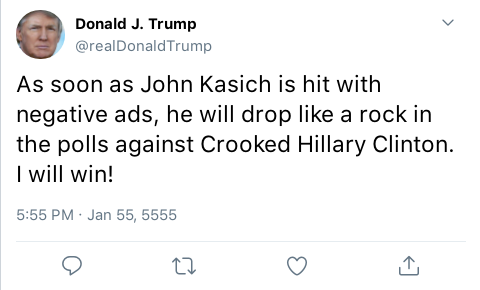 Donald J. Trump
@realDonaldTrump
As soon as John Kasich is hit with
negative ads, he will drop like a rock in
the polls against Crooked Hillary Clinton.
I will win!
5:55 PM · Jan 55, 5555